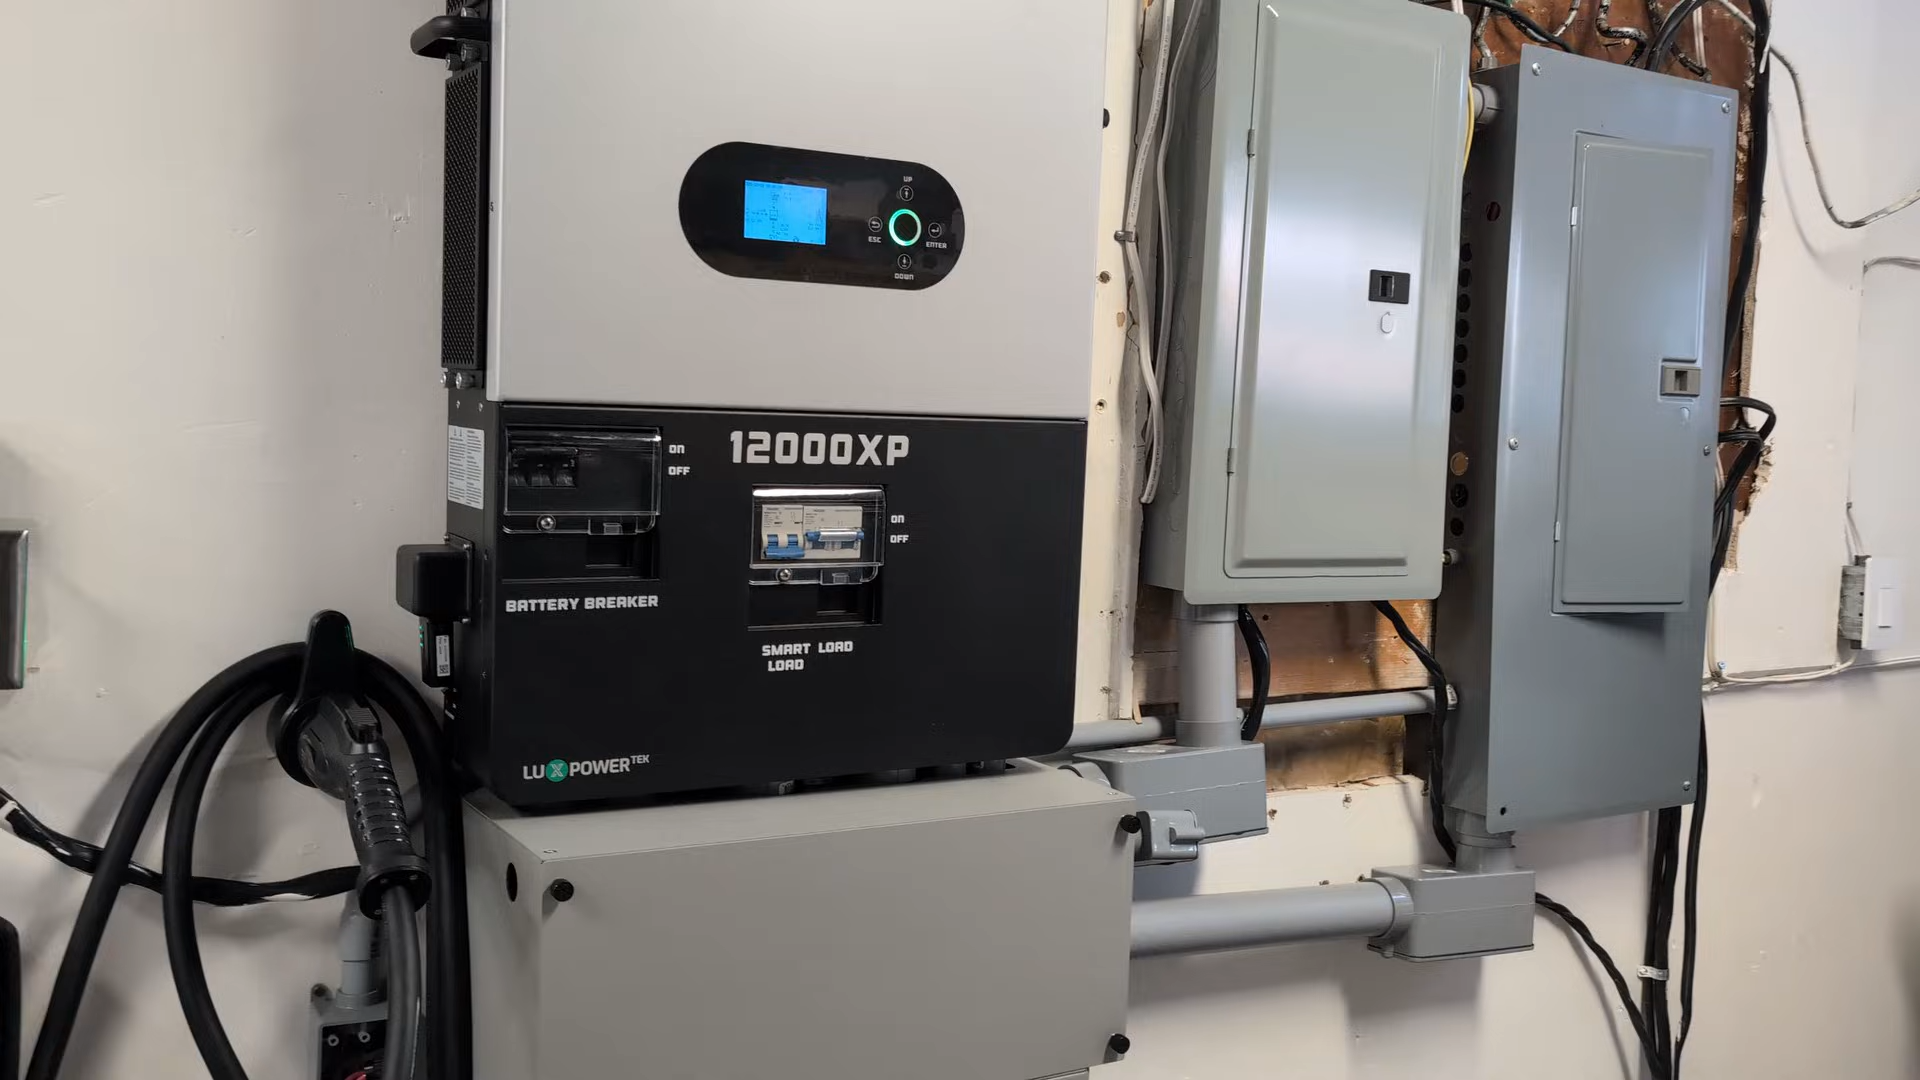 UP
ESC
ENTER
DOWN
12000XP
ON
OFF
ON
OFF
BATTERY BREAKER
SMART LOAD
LOAD
LUXPOWERTEK